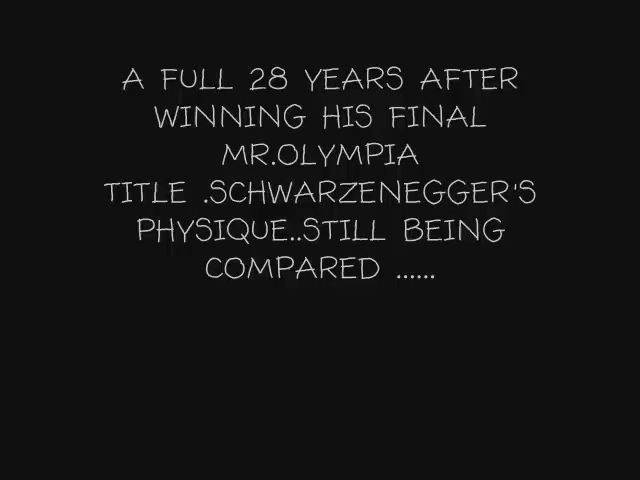 A FULL 28 YEARS AFTER
WINNING HIS FINAL
MR.OLYMPIA
TITLE .SCHWARZENEGGER'S
PHYSIQUE..STILL BEING
COMPARED ......